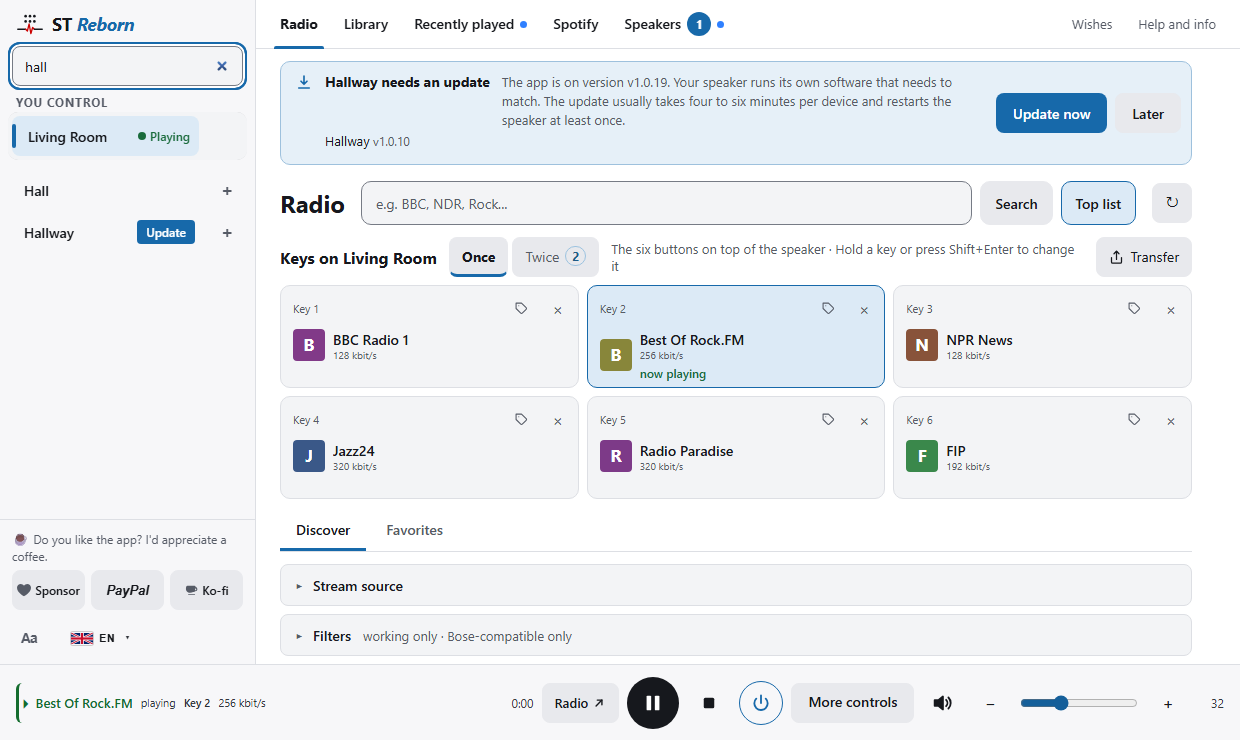 ST Reborn
hall
YOU CONTROL
Living Room
Playing
Hall
+
Hallway
Update
+
Do you like the app? I'd appreciate a
coffee.
Sponsor
PayPal
Ko-fi
Aa
EN
Radio
Library
Recently played
Spotify
Speakers
1
Wishes
Help and info
Hallway needs an update
The app is on version v1.0.19. Your speaker runs its own software that needs to
match. The update usually takes four to six minutes per device and restarts the
speaker at least once.
Hallway v1.0.10
Update now
Later
Radio
e.g. BBC, NDR, Rock...
Search
Top list
Keys on Living Room
Once
Twice 2
The six buttons on top of the speaker · Hold a key or press Shift+Enter to change
it
Transfer
Key 1
B
BBC Radio 1
128 kbit/s
Key 2
B
Best Of Rock.FM
256 kbit/s
now playing
Key 3
N
NPR News
128 kbit/s
Key 4
J
Jazz24
320 kbit/s
Key 5
R
Radio Paradise
320 kbit/s
Key 6
F
FIP
192 kbit/s
Discover
Favorites
Stream source
Filters working only · Bose-compatible only
Best Of Rock.FM playing Key 2 256 kbit/s
0:00
Radio ↗
More controls
−
+
32